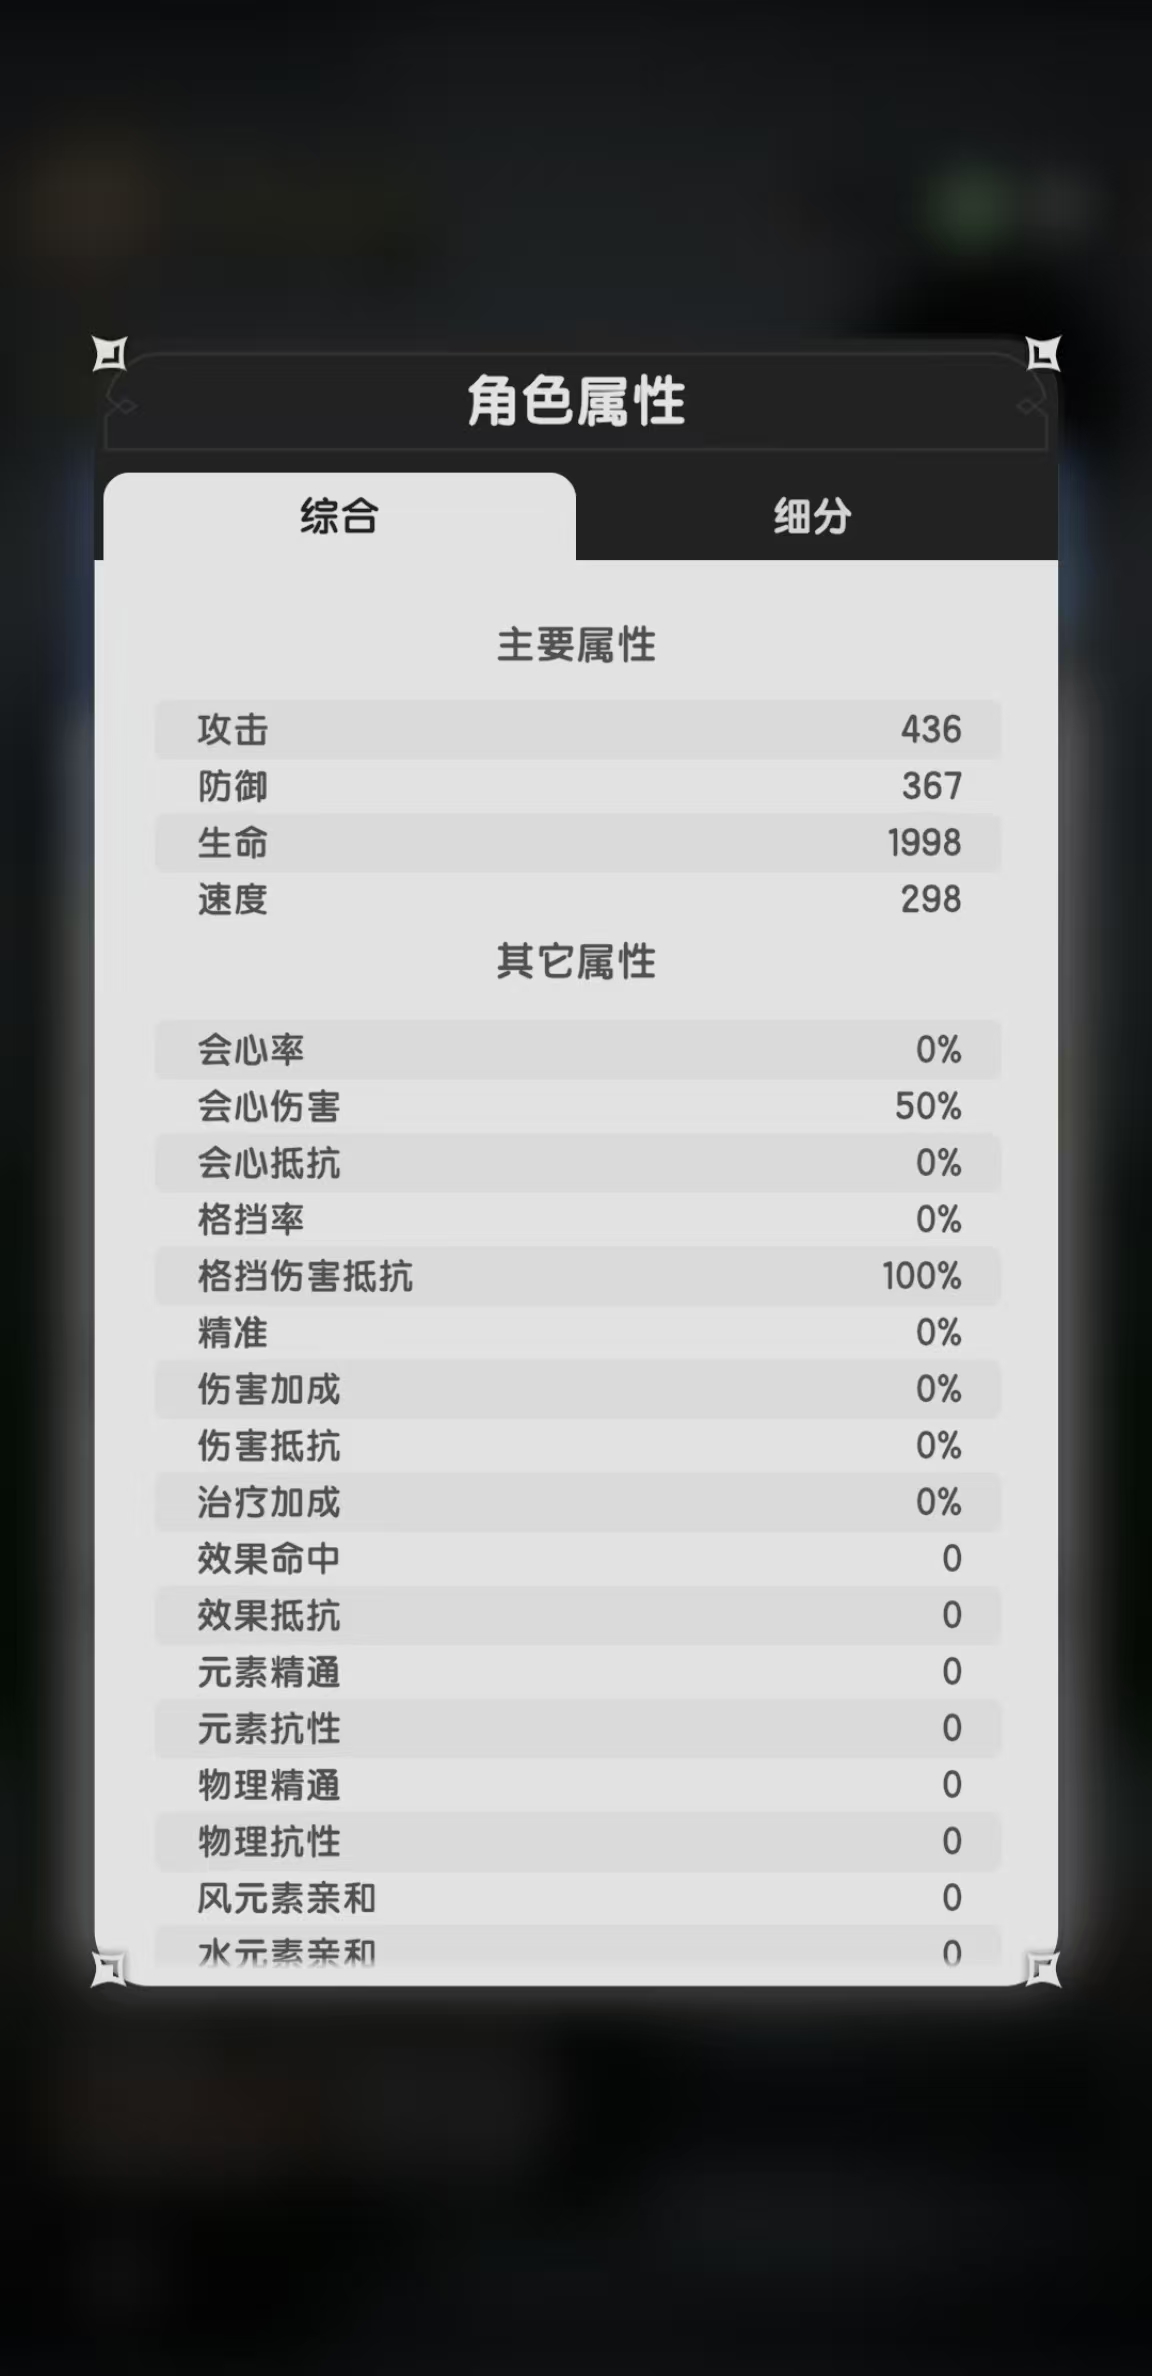 角色属性
综合 细分
主要属性
攻击 436
防御 367
生命 1998
速度 298
其它属性
会心率 0%
会心伤害 50%
会心抵抗 0%
格挡率 0%
格挡伤害抵抗 100%
精准 0%
伤害加成 0%
伤害抵抗 0%
治疗加成 0%
效果命中 0
效果抵抗 0
元素精通 0
元素抗性 0
物理精通 0
物理抗性 0
风元素亲和 0
水元素亲和 0